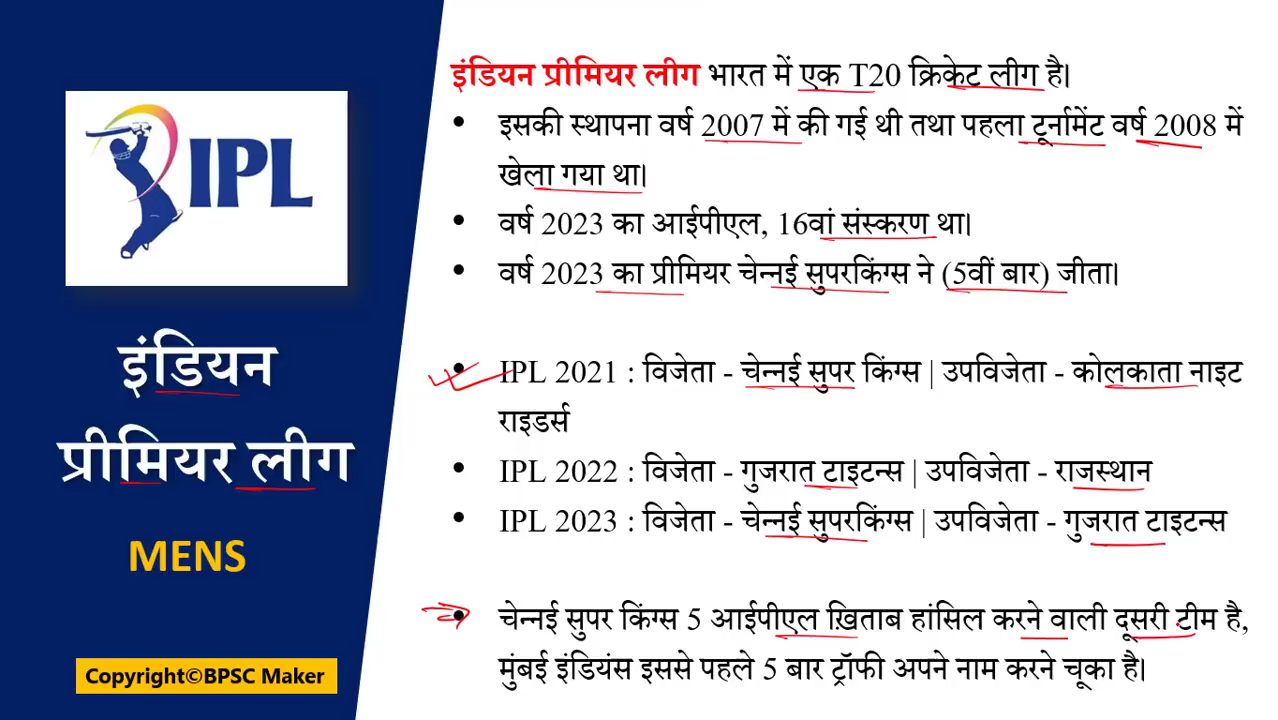 IPL
इंडियन
प्रीमियर लीग
MENS
Copyright©BPSC Maker
इंडियन प्रीमियर लीग भारत में एक T20 क्रिकेट लीग है।
• इसकी स्थापना वर्ष 2007 में की गई थी तथा पहला टूर्नामेंट वर्ष 2008 में
खेला गया था।
• वर्ष 2023 का आईपीएल, 16वां संस्करण था।
• वर्ष 2023 का प्रीमियर चेन्नई सुपरकिंग्स ने (5वीं बार) जीता।
• IPL 2021 : विजेता - चेन्नई सुपर किंग्स | उपविजेता - कोलकाता नाइट
राइडर्स
• IPL 2022 : विजेता - गुजरात टाइटन्स | उपविजेता - राजस्थान
• IPL 2023 : विजेता - चेन्नई सुपरकिंग्स | उपविजेता - गुजरात टाइटन्स
• चेन्नई सुपर किंग्स 5 आईपीएल ख़िताब हांसिल करने वाली दूसरी टीम है,
मुंबई इंडियंस इससे पहले 5 बार ट्रॉफी अपने नाम करने चूका है।